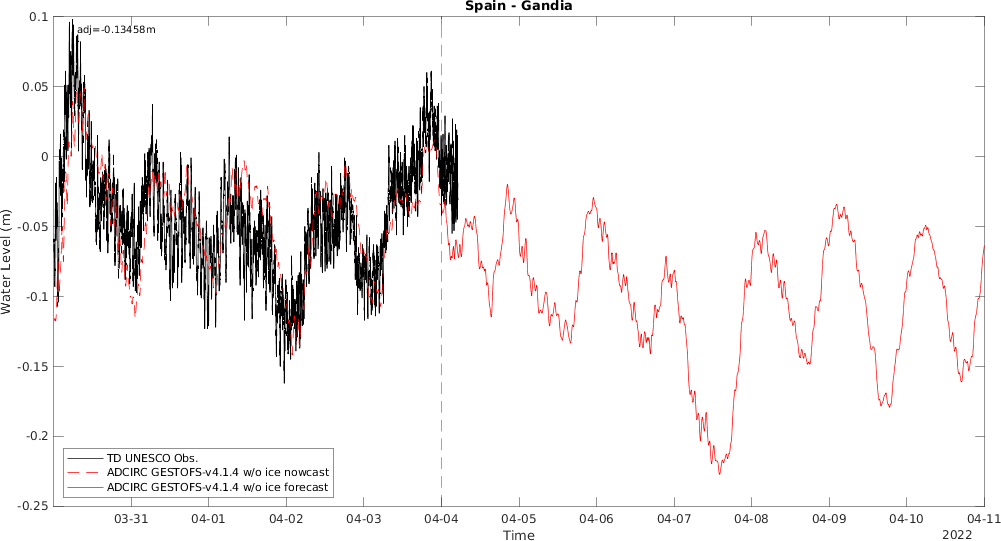 Spain - Gandia
adj=-0.13458m
0.1
0.05
0
-0.05
-0.1
-0.15
-0.2
-0.25
Water Level (m)
TD UNESCO Obs.
ADCIRC GESTOFS-v4.1.4 w/o ice nowcast
ADCIRC GESTOFS-v4.1.4 w/o ice forecast
03-31 04-01 04-02 04-03 04-04 04-05 04-06 04-07 04-08 04-09 04-10 04-11
Time
2022